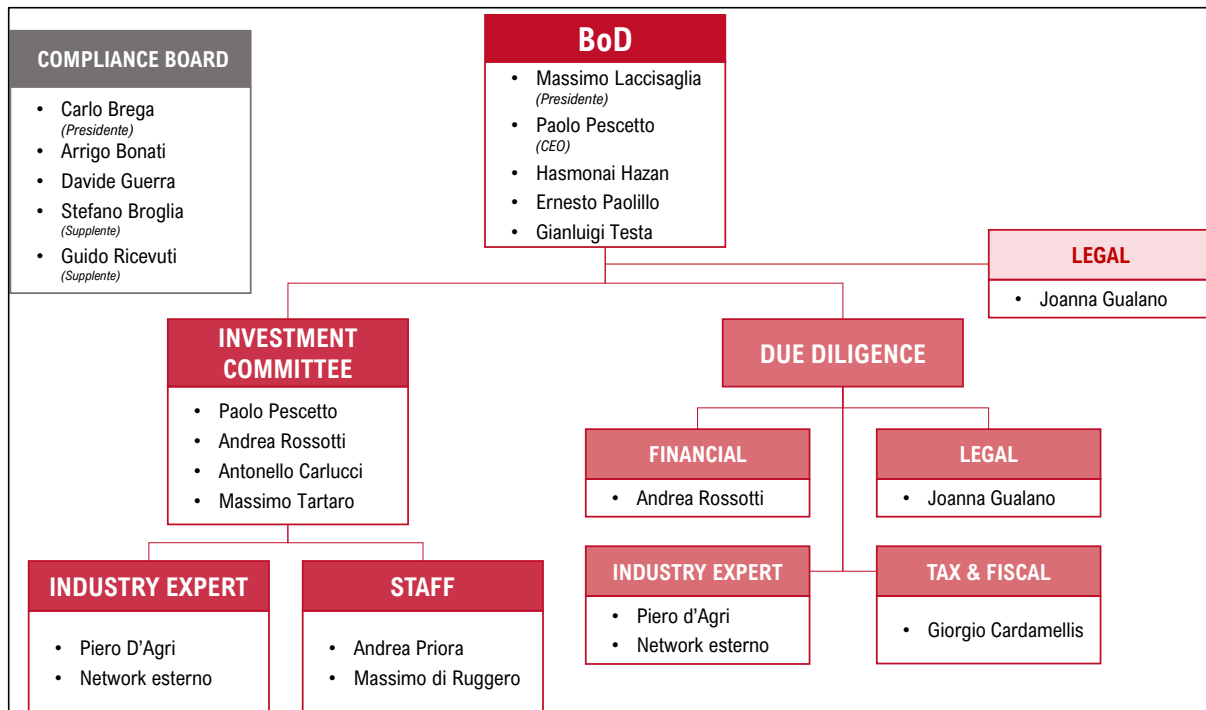 COMPLIANCE BOARD
• Carlo Brega
(Presidente)
• Arrigo Bonati
• Davide Guerra
• Stefano Broglia
(Supplente)
• Guido Ricevuti
(Supplente)
BoD
• Massimo Laccisaglia
(Presidente)
• Paolo Pescetto
(CEO)
• Hasmonai Hazan
• Ernesto Paolillo
• Gianluigi Testa
LEGAL
• Joanna Gualano
INVESTMENT
COMMITTEE
• Paolo Pescetto
• Andrea Rossotti
• Antonello Carlucci
• Massimo Tartaro
INDUSTRY EXPERT
• Piero D'Agri
• Network esterno
STAFF
• Andrea Priora
• Massimo di Ruggero
DUE DILIGENCE
FINANCIAL
• Andrea Rossotti
LEGAL
• Joanna Gualano
INDUSTRY EXPERT
• Piero d'Agri
• Network esterno
TAX & FISCAL
• Giorgio Cardamellis